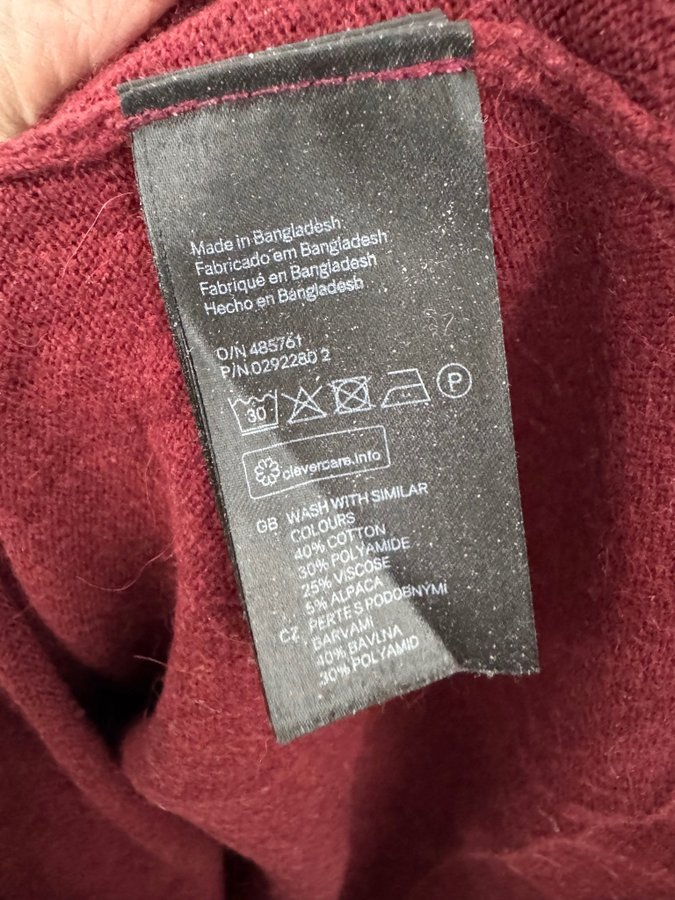 Made in Bangladesh
Fabricado em Bangladesh
Fabriqué en Bangladesh
Hecho en Bangladesh
O/N 485761
P/N 0292280 2
30 P
clevercare.info
GB WASH WITH SIMILAR
COLOURS
40% COTTON
30% POLYAMIDE
25% VISCOSE
5% ALPACA
CZ PERTE S PODOBNÝMI
BARVAMI
40% BAVLNA
30% POLYAMID